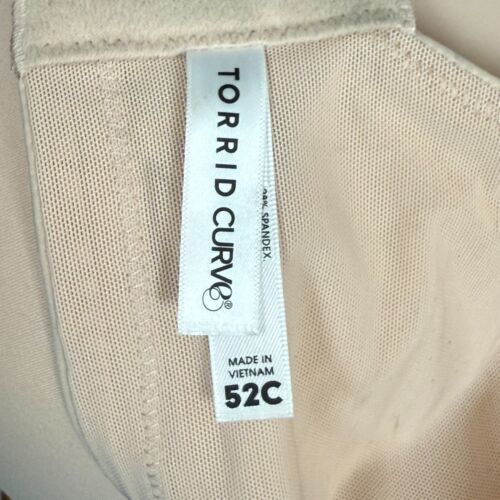 TORRID CURVE®
% SPANDEX.
MADE IN
VIETNAM
52C